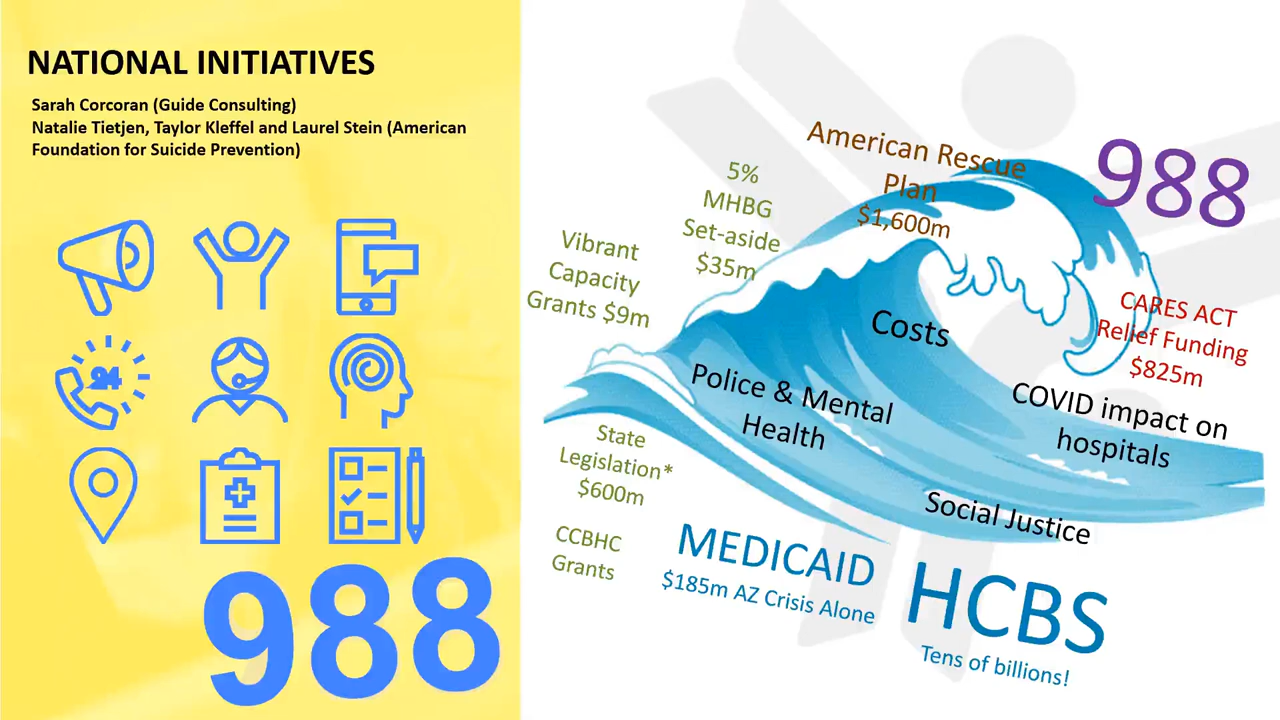 NATIONAL INITIATIVES
Sarah Corcoran (Guide Consulting)
Natalie Tietjen, Taylor Kleffel and Laurel Stein (American
Foundation for Suicide Prevention)
24
988
American Rescue
Plan
$1,600m
988
5%
MHBG
Set-aside
$35m
Vibrant
Capacity
Grants $9m
Costs
CARES ACT
Relief Funding
$825m
Police & Mental
Health
COVID impact on
hospitals
State
Legislation*
$600m
Social Justice
CCBHC
Grants
MEDICAID
$185m AZ Crisis Alone
HCBS
Tens of billions!